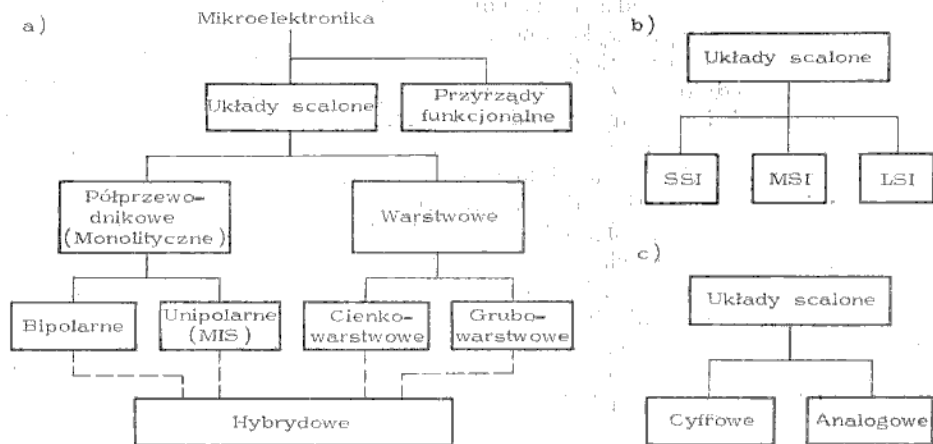 a)
Mikroelektronika
Układy scalone
Przyrządy
funkcjonalne
Półprzewo-
dnikowe
(Monolityczne)
Warstwowe
Bipolarne
Unipolarne
(MIS)
Cienko-
warstwowe
Grubo-
warstwowe
Hybrydowe
b)
Układy scalone
SSI
MSI
LSI
c)
Układy scalone
Cyfrowe
Analogowe